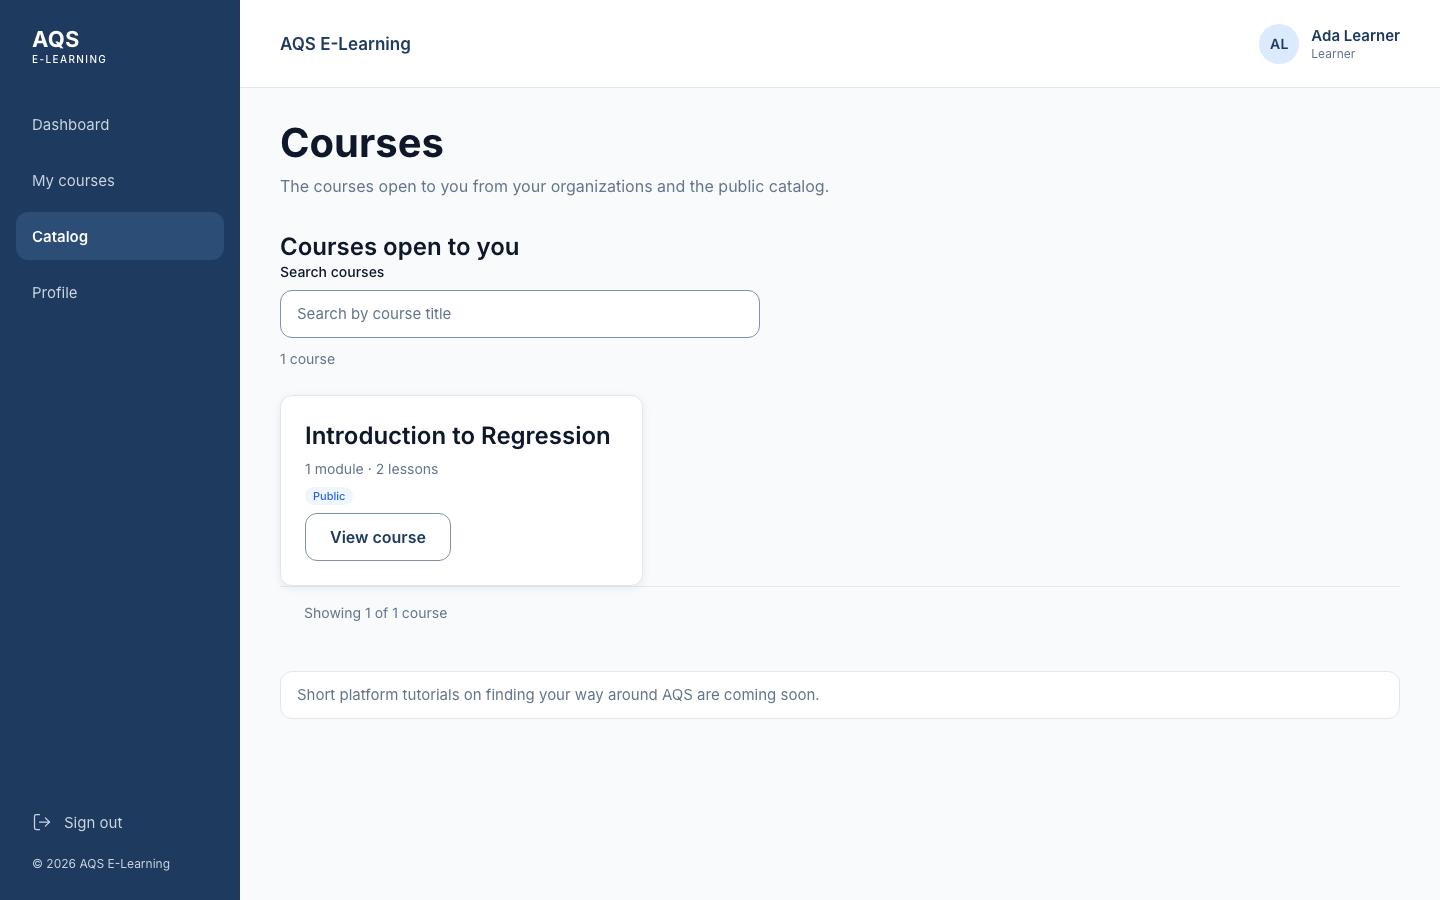 AQS
E-LEARNING
Dashboard
My courses
Catalog
Profile
Sign out
© 2026 AQS E-Learning
AQS E-Learning
AL
Ada Learner
Learner
Courses
The courses open to you from your organizations and the public catalog.
Courses open to you
Search courses
Search by course title
1 course
Introduction to Regression
1 module · 2 lessons
Public
View course
Showing 1 of 1 course
Short platform tutorials on finding your way around AQS are coming soon.